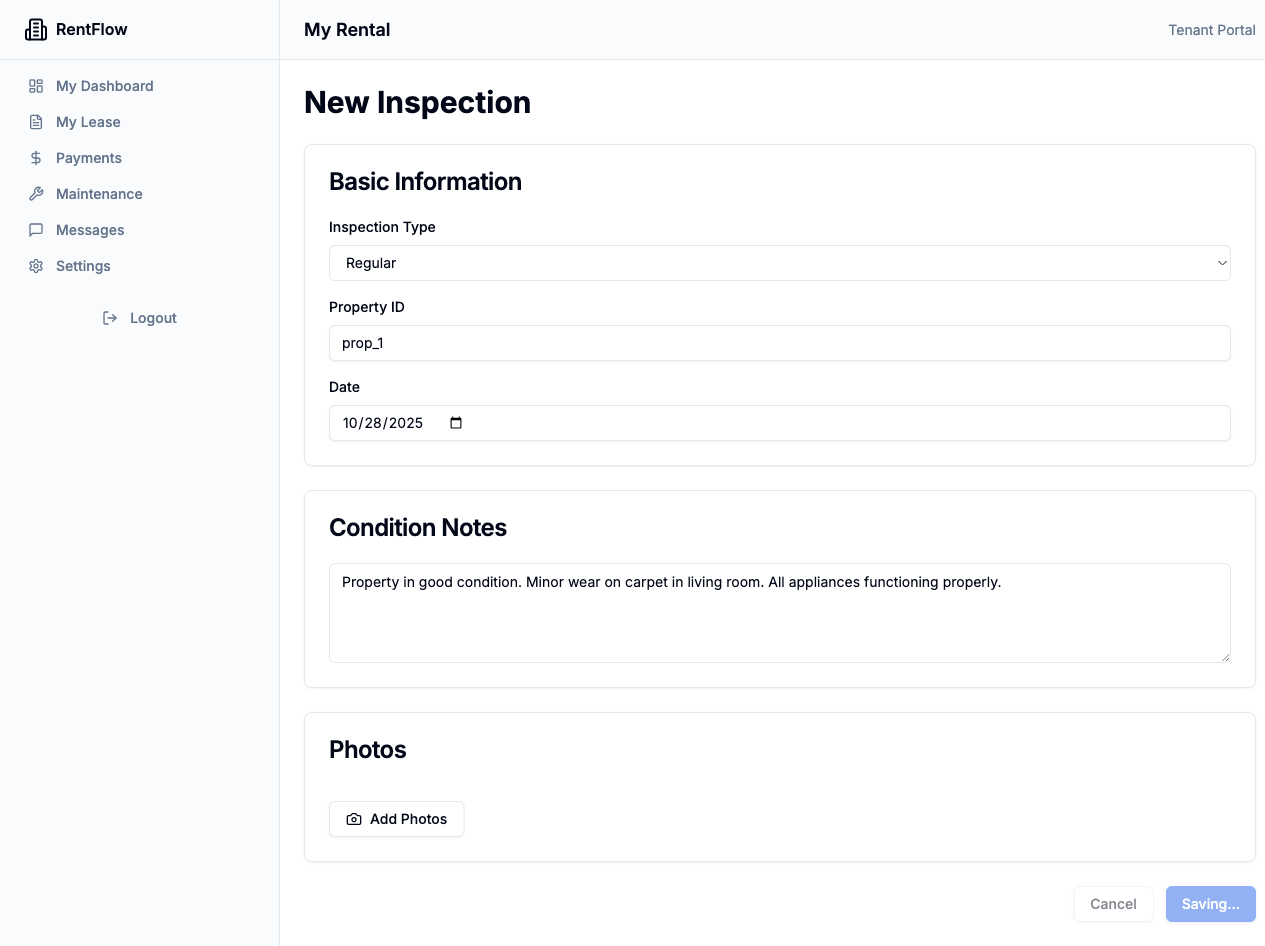 RentFlow
My Rental
Tenant Portal
My Dashboard
My Lease
Payments
Maintenance
Messages
Settings
Logout
New Inspection
Basic Information
Inspection Type
Regular
Property ID
prop_1
Date
10/28/2025
Condition Notes
Property in good condition. Minor wear on carpet in living room. All appliances functioning properly.
Photos
Add Photos
Cancel
Saving...